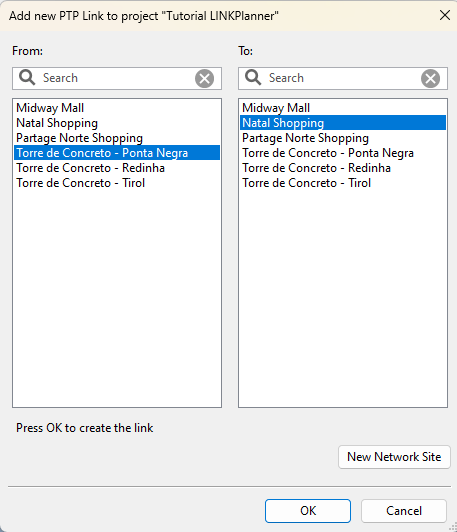 Add new PTP Link to project "Tutorial LINKPlanner"
From:
Search
Midway Mall
Natal Shopping
Partage Norte Shopping
Torre de Concreto - Ponta Negra
Torre de Concreto - Redinha
Torre de Concreto - Tirol
To:
Search
Midway Mall
Natal Shopping
Partage Norte Shopping
Torre de Concreto - Ponta Negra
Torre de Concreto - Redinha
Torre de Concreto - Tirol
Press OK to create the link
New Network Site
OK
Cancel